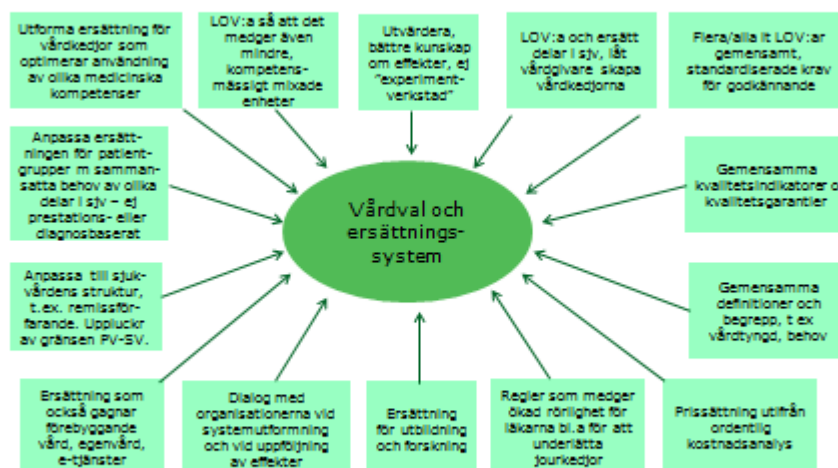 Utforma ersättning för
vårdkedjor som
optimerar användning
av olika medicinska
kompetenser
LOV:a så att det
medger även
mindre,
kompetens-
mässigt mixade
enheter
Utvärdera,
bättre kunskap
om effekter, ej
"experiment-
verkstad"
LOV:a och ersätt
delar i sjv, låt
vårdgivare skapa
vårdkedjorna
Flera/alla lt LOV:ar
gemensamt,
standardiserade krav
för godkännande
Anpassa ersätt-
ningen för patient-
grupper m samman-
satta behov av olika
delar i sjv – ej
prestations- eller
diagnosbaserat
Vårdval och
ersättnings-
system
Gemensamma
kvalitetsindikatorer o
kvalitetsgarantier
Anpassa till sjuk-
vårdens struktur,
t.ex. remissför-
farande. Uppluckr
av gränsen PV-SV.
Gemensamma
definitioner och
begrepp, t ex
vårdtyngd, behov
Ersättning som
också gagnar
förebyggande
vård, egenvård,
e-tjänster
Dialog med
organisationerna vid
systemutformning
och vid uppföljning
av effekter
Ersättning
för utbildning
och forskning
Regler som medger
ökad rörlighet för
läkarna bl.a för att
underlätta
jourkedjor
Prissättning utifrån
ordentlig
kostnadsanalys